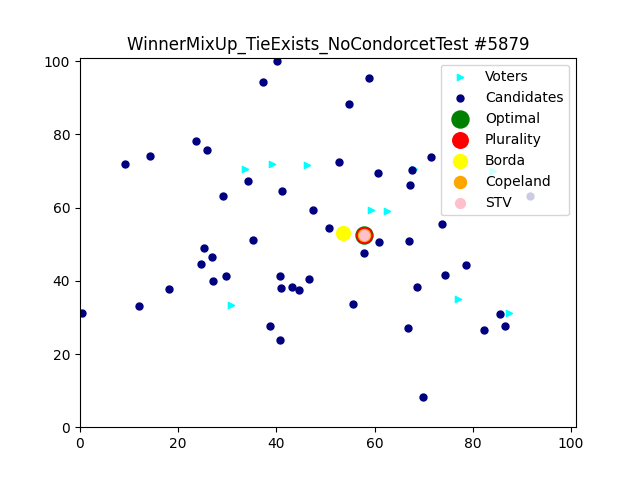 WinnerMixUp_TieExists_NoCondorcetTest #5879
100
80
60
40
20
0
0
20
40
60
80
100
Voters
Candidates
Optimal
Plurality
Borda
Copeland
STV